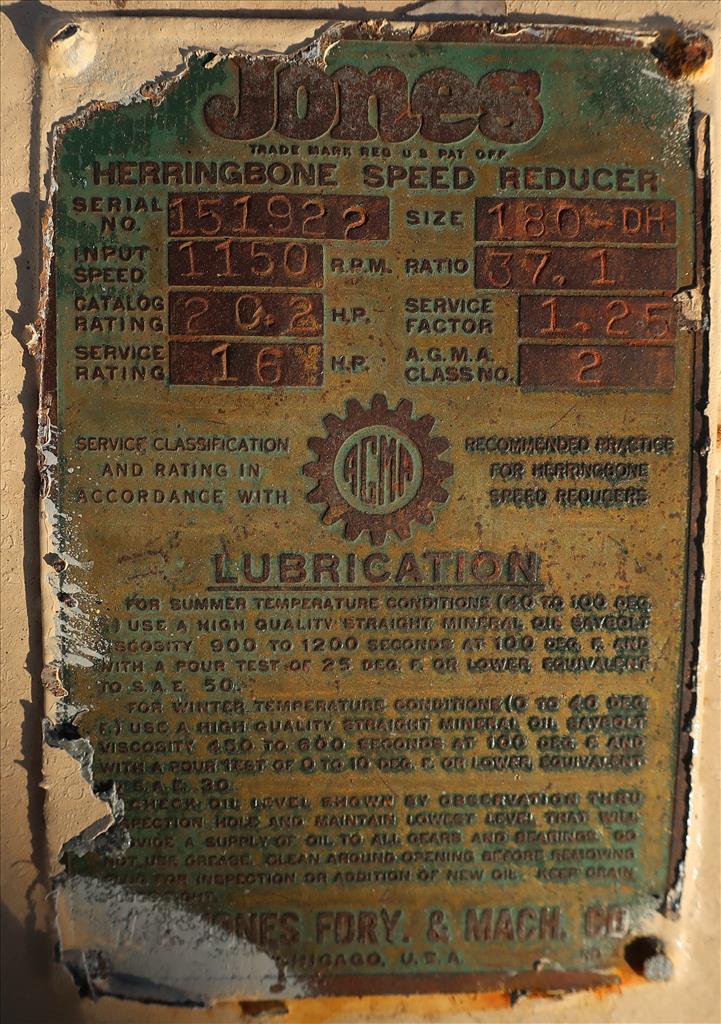 Jones
TRADE MARK REG U S PAT OFF
HERRINGBONE SPEED REDUCER
SERIAL NO. 151922 SIZE 180-DH
INPUT SPEED 1150 R.P.M. RATIO 37.1
CATALOG RATING 20.2 H.P. SERVICE FACTOR 1.25
SERVICE RATING 16 H.P. A.G.M.A. CLASS NO. 2
SERVICE CLASSIFICATION
AND RATING IN
ACCORDANCE WITH
AGMA
RECOMMENDED PRACTICE
FOR HERRINGBONE
SPEED REDUCERS
LUBRICATION
FOR SUMMER TEMPERATURE CONDITIONS (40 TO 100 DEG.
USE A HIGH QUALITY STRAIGHT MINERAL OIL SAYBOLT
VISCOSITY 900 TO 1200 SECONDS AT 100 DEG. F. AND
WITH A POUR TEST OF 25 DEG. F. OR LOWER, EQUIVALENT
TO S.A.E. 50.
FOR WINTER TEMPERATURE CONDITIONS (0 TO 40 DEG.
F.) USE A HIGH QUALITY STRAIGHT MINERAL OIL SAYBOLT
VISCOSITY 450 TO 600 SECONDS AT 100 DEG. F. AND
WITH A POUR TEST OF 0 TO 10 DEG. F. OR LOWER, EQUIVALENT
S.A.E. 30.
CHECK OIL LEVEL SHOWN BY OBSERVATION THRU
SPECTION HOLE AND MAINTAIN LOWEST LEVEL THAT WILL
VIDE A SUPPLY OF OIL TO ALL GEARS AND BEARINGS. DO
NOT USE GREASE. CLEAN AROUND OPENING BEFORE REMOVING
PLUG FOR INSPECTION OR ADDITION OF NEW OIL. KEEP DRAIN
JONES FDRY. & MACH. CO
CHICAGO, U.S.A.